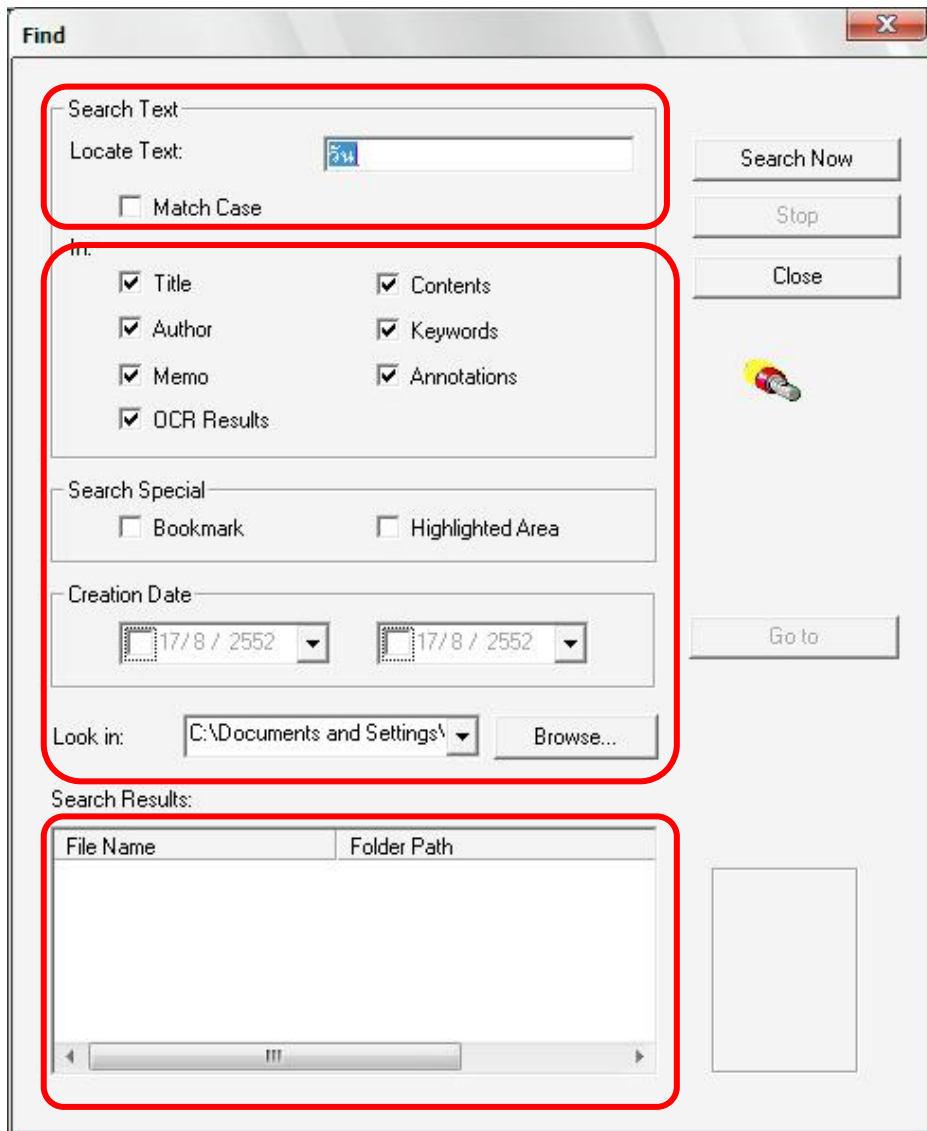 Find
Search Text
Locate Text: วัน
Search Now
Match Case
Stop
In:
Close
Title
Contents
Author
Keywords
Memo
Annotations
OCR Results
Search Special
Bookmark
Highlighted Area
Creation Date
17/ 8 / 2552
17/ 8 / 2552
Go to
Look in: C:\Documents and Settings\
Browse...
Search Results:
File Name
Folder Path